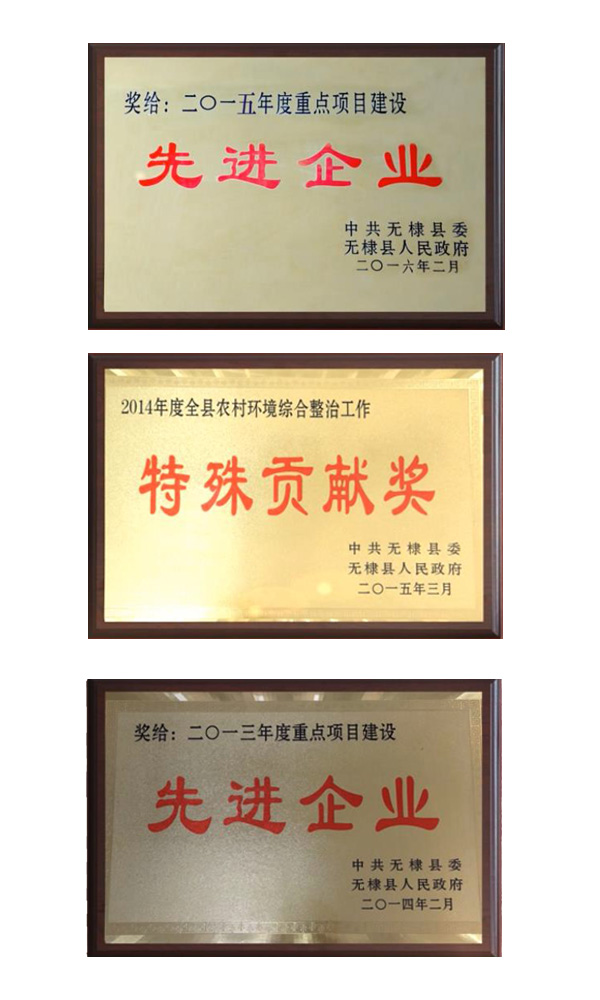 奖给：二〇一五年度重点项目建设
先进企业
中共无棣县委
无棣县人民政府
二〇一六年二月
2014年度全县农村环境综合整治工作
特殊贡献奖
中共无棣县委
无棣县人民政府
二〇一五年三月
奖给：二〇一三年度重点项目建设
先进企业
中共无棣县委
无棣县人民政府
二〇一四年二月